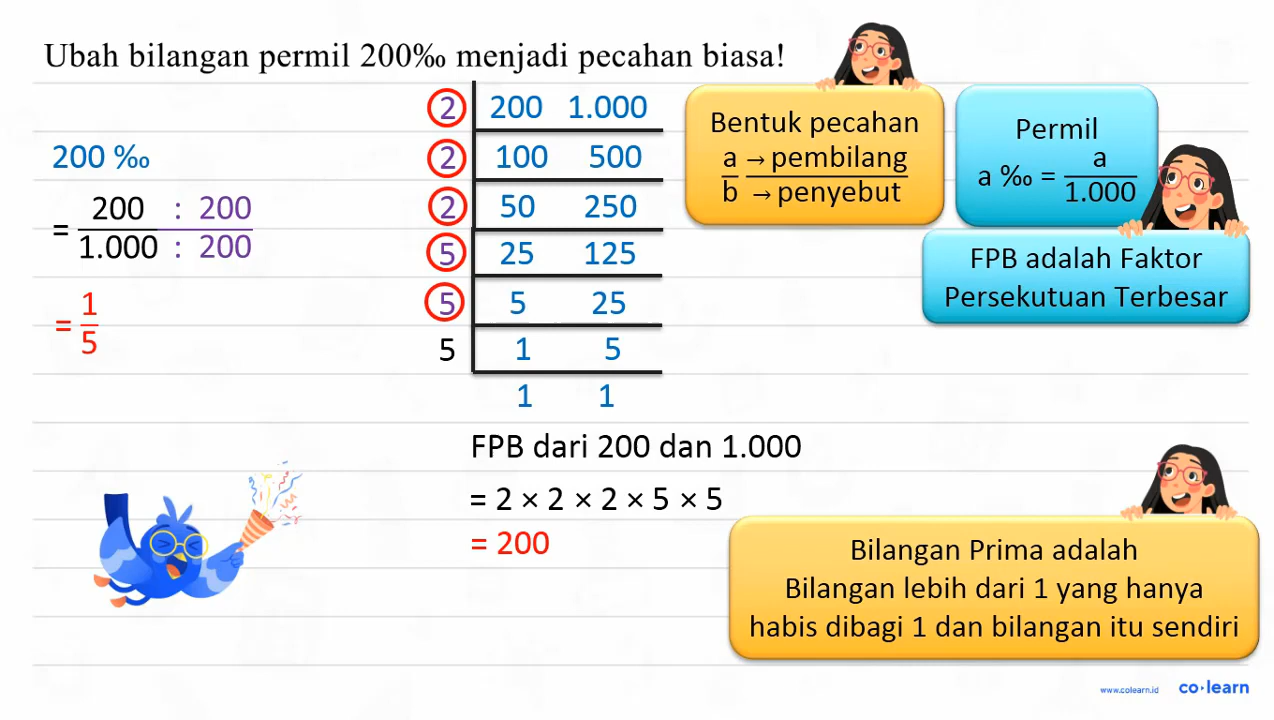 Ubah bilangan permil 200‰ menjadi pecahan biasa!
200 ‰
= 200/1.000 : 200/200
= 1/5
2 200 1.000
2 100 500
2 50 250
5 25 125
5 5 25
5 1 5
1 1
FPB dari 200 dan 1.000
= 2 × 2 × 2 × 5 × 5
= 200
Bentuk pecahan
a → pembilang
b → penyebut
Permil
a ‰ = a/1.000
FPB adalah Faktor
Persekutuan Terbesar
Bilangan Prima adalah
Bilangan lebih dari 1 yang hanya
habis dibagi 1 dan bilangan itu sendiri
www.colearn.id co·learn